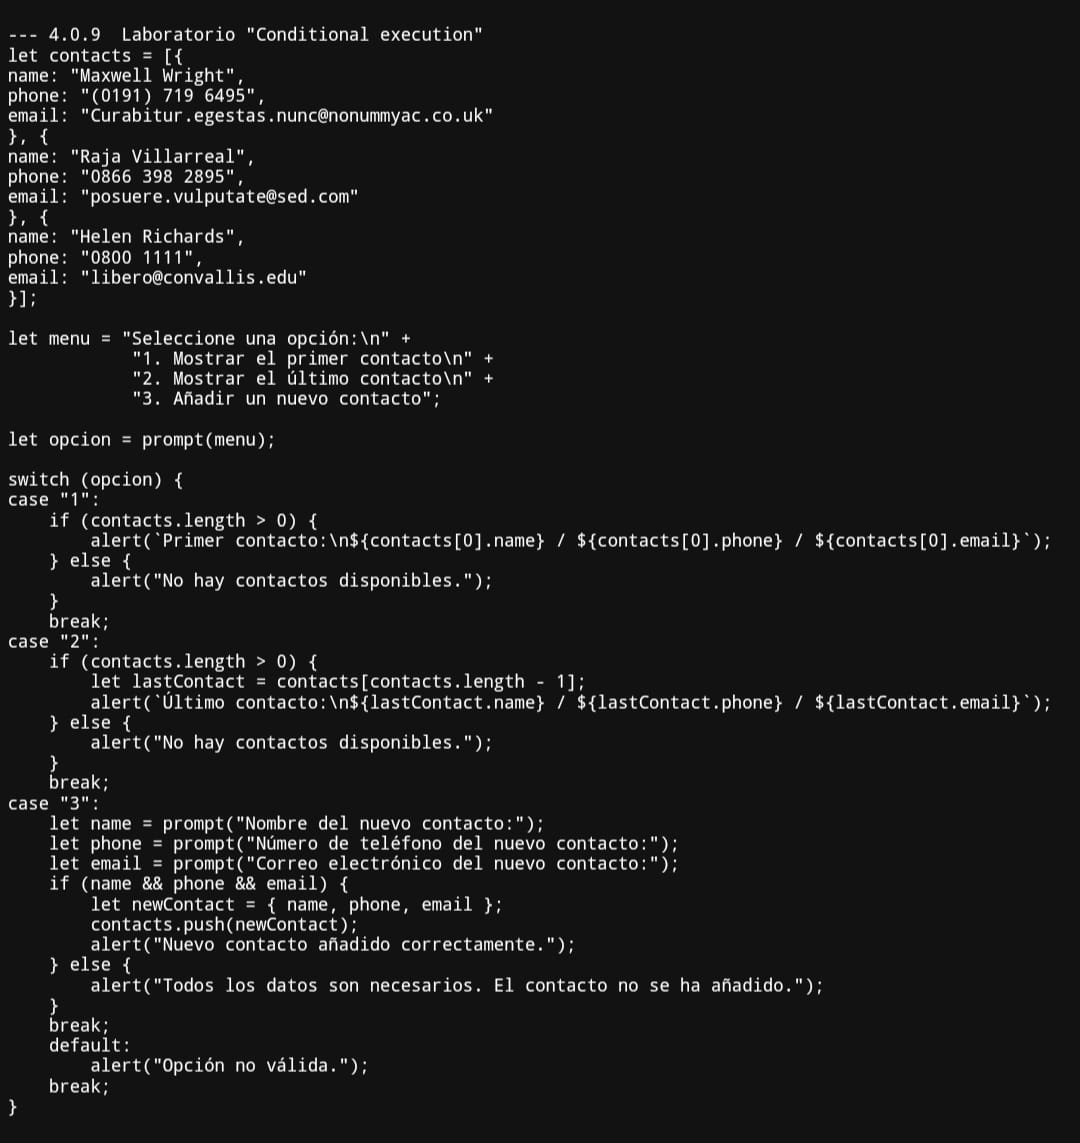 --- 4.0.9  Laboratorio "Conditional execution"
let contacts = [{
name: "Maxwell Wright",
phone: "(0191) 719 6495",
email: "Curabitur.egestas.nunc@nonummyac.co.uk"
}, {
name: "Raja Villarreal",
phone: "0866 398 2895",
email: "posuere.vulputate@sed.com"
}, {
name: "Helen Richards",
phone: "0800 1111",
email: "libero@convallis.edu"
}];

let menu = "Seleccione una opción:\n" +
            "1. Mostrar el primer contacto\n" +
            "2. Mostrar el último contacto\n" +
            "3. Añadir un nuevo contacto";

let opcion = prompt(menu);

switch (opcion) {
case "1":
    if (contacts.length > 0) {
        alert(`Primer contacto:\n${contacts[0].name} / ${contacts[0].phone} / ${contacts[0].email}`);
    } else {
        alert("No hay contactos disponibles.");
    }
    break;
case "2":
    if (contacts.length > 0) {
        let lastContact = contacts[contacts.length - 1];
        alert(`Último contacto:\n${lastContact.name} / ${lastContact.phone} / ${lastContact.email}`);
    } else {
        alert("No hay contactos disponibles.");
    }
    break;
case "3":
    let name = prompt("Nombre del nuevo contacto:");
    let phone = prompt("Número de teléfono del nuevo contacto:");
    let email = prompt("Correo electrónico del nuevo contacto:");
    if (name && phone && email) {
        let newContact = { name, phone, email };
        contacts.push(newContact);
        alert("Nuevo contacto añadido correctamente.");
    } else {
        alert("Todos los datos son necesarios. El contacto no se ha añadido.");
    }
    break;
    default:
        alert("Opción no válida.");
    break;
}